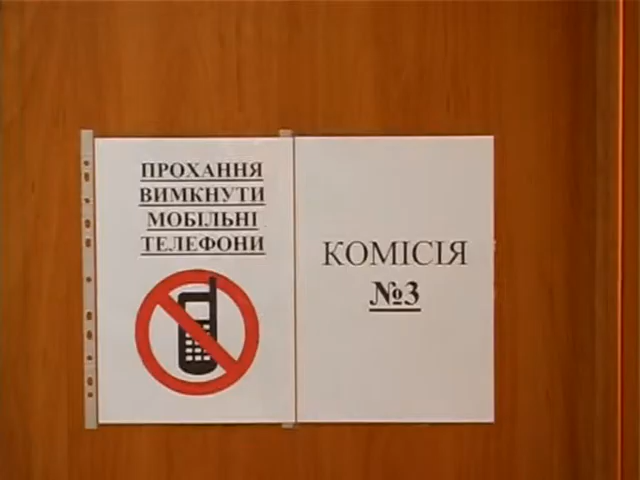 ПРОХАННЯ
ВИМКНУТИ
МОБІЛЬНІ
ТЕЛЕФОНИ
КОМІСІЯ
№3